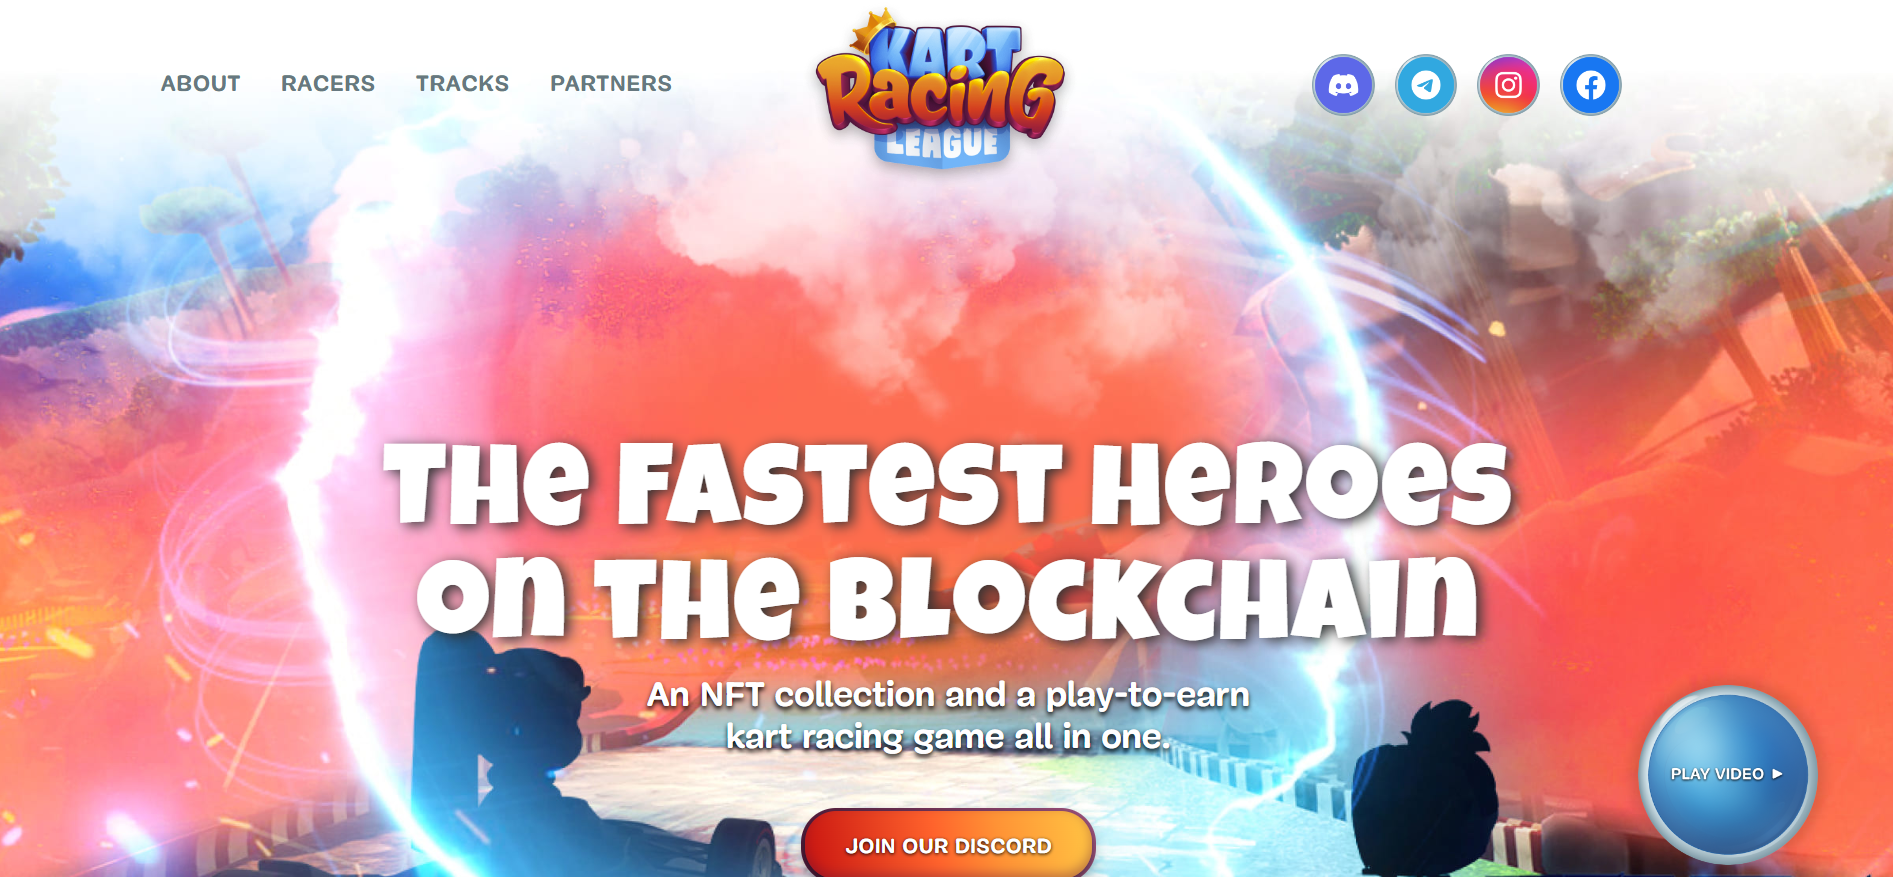 ABOUT RACERS TRACKS PARTNERS
KART
RacinG
LEAGUE
THe FASTeST HeRoeS
on THe BLoCKCHAIn
An NFT collection and a play-to-earn
kart racing game all in one.
JOIN OUR DISCORD
PLAY VIDEO ►